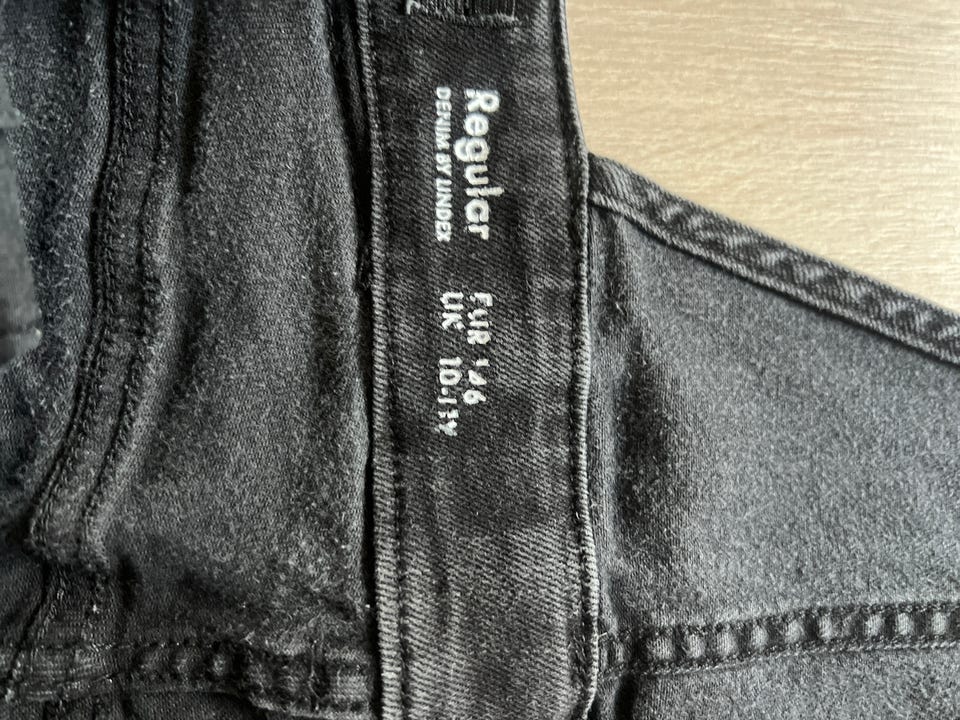 Regular
DENIM BY LINDEX
EUR 146
UK 10-11Y